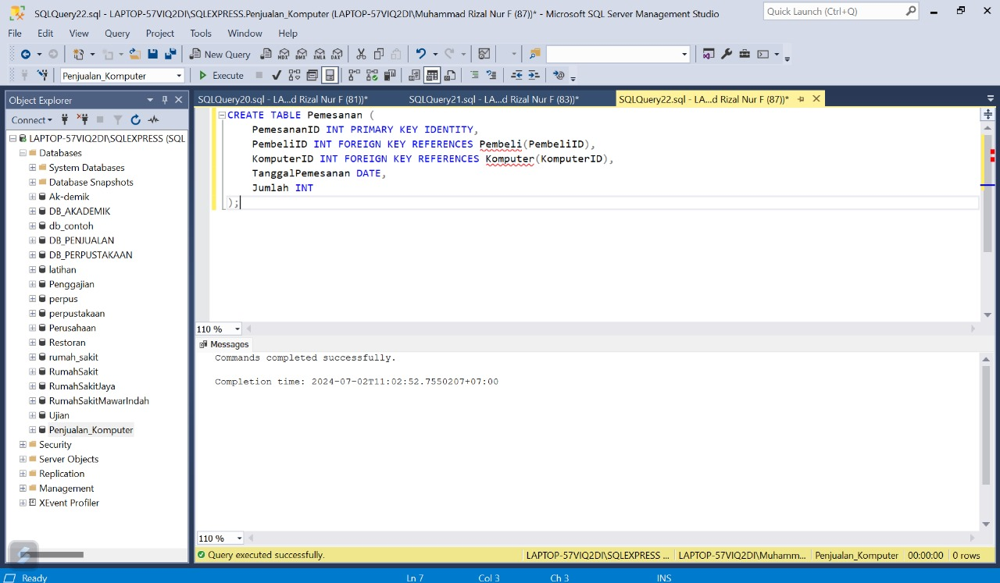 SQLQuery22.sql - LAPTOP-57VIQ2DI\SQLEXPRESS.Penjualan_Komputer (LAPTOP-57VIQ2DI\Muhammad Rizal Nur F (87))* - Microsoft SQL Server Management Studio
Quick Launch (Ctrl+Q)
File Edit View Query Project Tools Window Help
New Query
MDX DMX XMLA DAX
Penjualan_Komputer
Execute
Object Explorer
SQLQuery20.sql - LA...d Rizal Nur F (81))*
SQLQuery21.sql - LA...d Rizal Nur F (83))*
SQLQuery22.sql - LA...d Rizal Nur F (87))*
Connect
LAPTOP-57VIQ2DI\SQLEXPRESS (SQL
Databases
System Databases
Database Snapshots
Ak-demik
DB_AKADEMIK
db_contoh
DB_PENJUALAN
DB_PERPUSTAKAAN
latihan
Penggajian
perpus
perpustakaan
Perusahaan
Restoran
rumah_sakit
RumahSakit
RumahSakitJaya
RumahSakitMawarIndah
Ujian
Penjualan_Komputer
Security
Server Objects
Replication
Management
XEvent Profiler
CREATE TABLE Pemesanan (
PemesananID INT PRIMARY KEY IDENTITY,
PembeliID INT FOREIGN KEY REFERENCES Pembeli(PembeliID),
KomputerID INT FOREIGN KEY REFERENCES Komputer(KomputerID),
TanggalPemesanan DATE,
Jumlah INT
);
110 %
Messages
Commands completed successfully.
Completion time: 2024-07-02T11:02:52.7550207+07:00
110 %
Query executed successfully.
LAPTOP-57VIQ2DI\SQLEXPRESS ...
LAPTOP-57VIQ2DI\Muhamm...
Penjualan_Komputer
00:00:00
0 rows
Ready
Ln 7
Col 3
Ch 3
INS